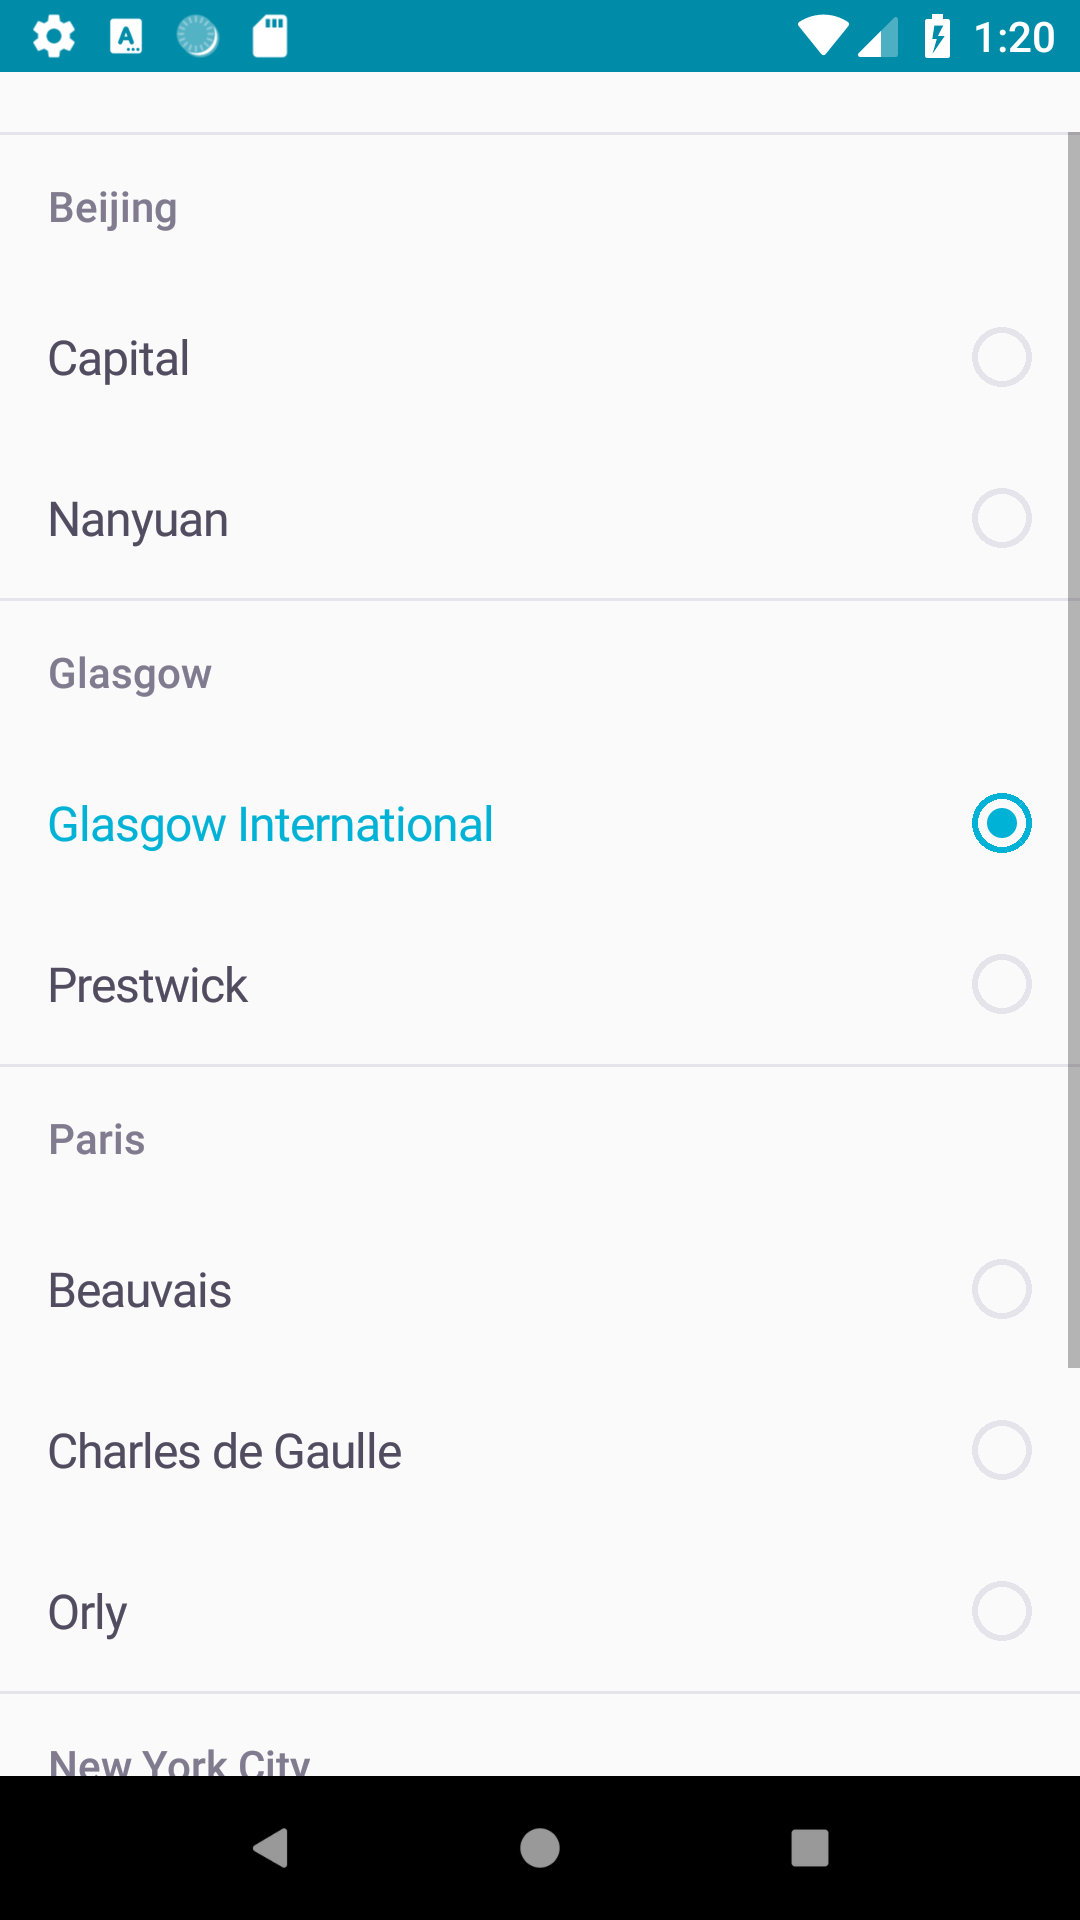 1:20
Beijing
Capital
Nanyuan
Glasgow
Glasgow International
Prestwick
Paris
Beauvais
Charles de Gaulle
Orly
New York City